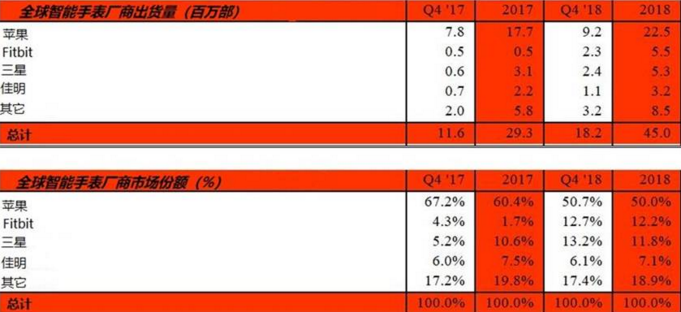 全球智能手表厂商出货量（百万部） Q4 '17 2017 Q4 '18 2018
苹果 7.8 17.7 9.2 22.5
Fitbit 0.5 0.5 2.3 5.5
三星 0.6 3.1 2.4 5.3
佳明 0.7 2.2 1.1 3.2
其它 2.0 5.8 3.2 8.5
总计 11.6 29.3 18.2 45.0
全球智能手表厂商市场份额（%） Q4 '17 2017 Q4 '18 2018
苹果 67.2% 60.4% 50.7% 50.0%
Fitbit 4.3% 1.7% 12.7% 12.2%
三星 5.2% 10.6% 13.2% 11.8%
佳明 6.0% 7.5% 6.1% 7.1%
其它 17.2% 19.8% 17.4% 18.9%
总计 100.0% 100.0% 100.0% 100.0%